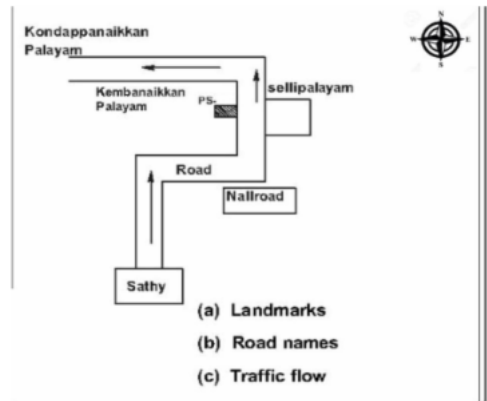 Kondappanaikkan
Palayam
N
W
E
S
sellipalayam
Kembanaikkan
Palayam
PS-
Road
Nallroad
Sathy
(a) Landmarks
(b) Road names
(c) Traffic flow